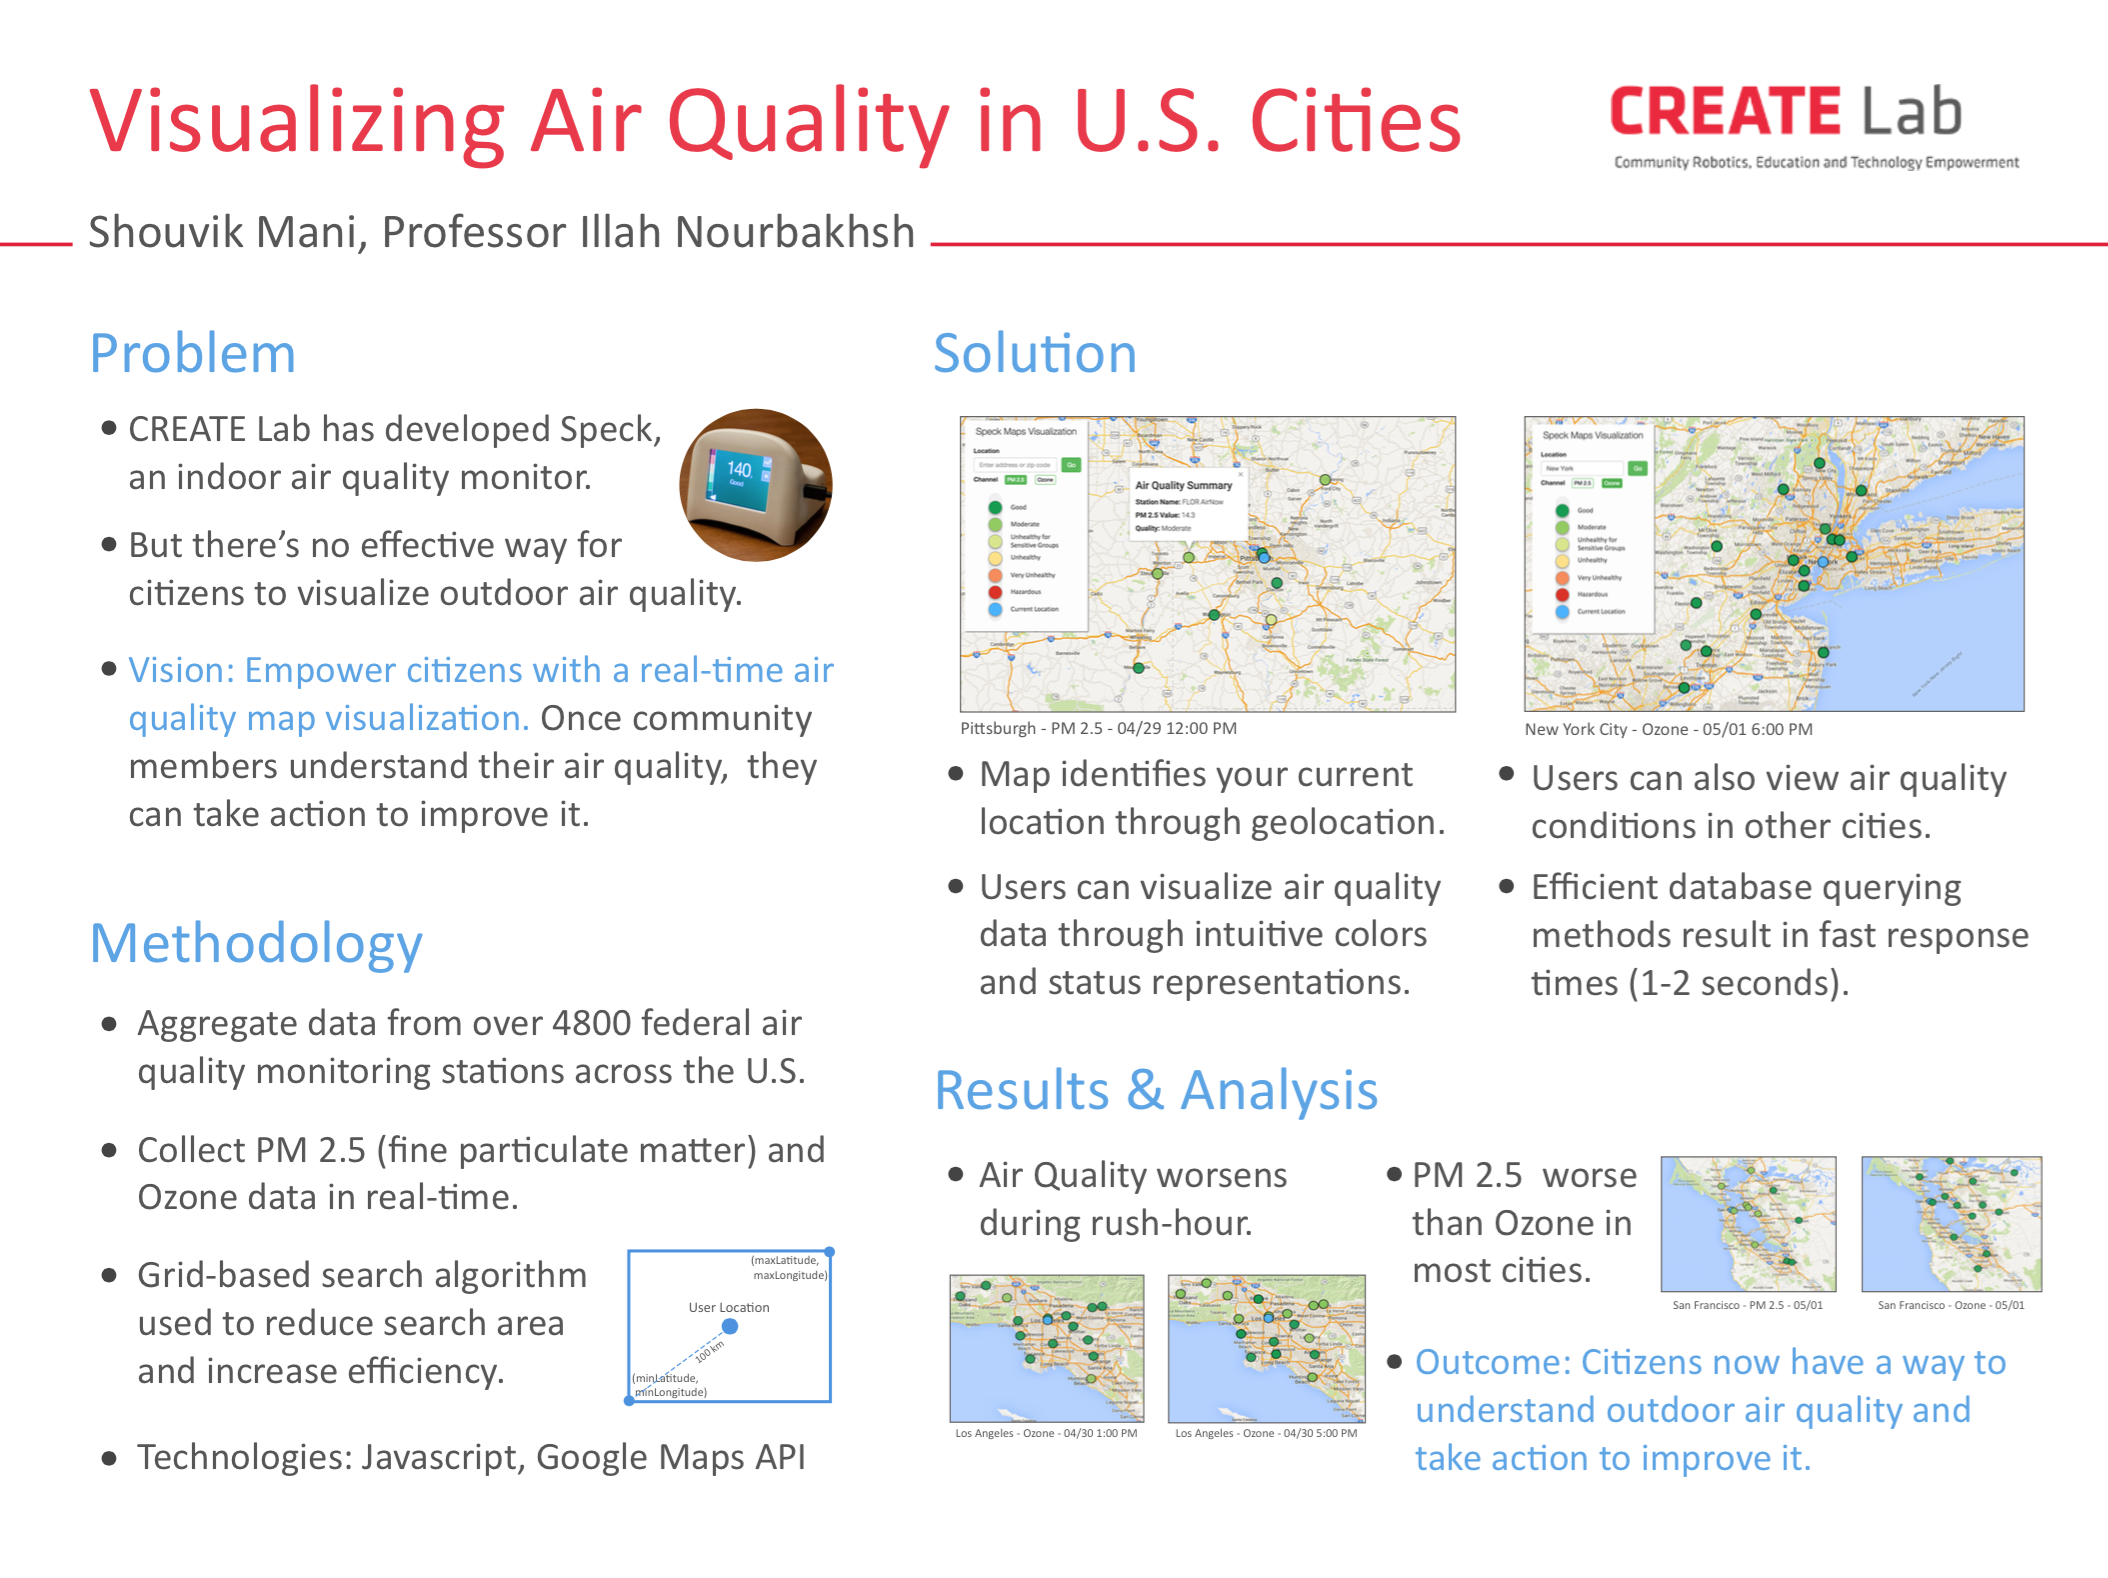 Visualizing Air Quality in U.S. Cities
CREATE Lab
Community Robotics, Education and Technology Empowerment
Shouvik Mani, Professor Illah Nourbakhsh
Problem
• CREATE Lab has developed Speck,
an indoor air quality monitor.
140
Good
• But there’s no effective way for
citizens to visualize outdoor air quality.
• Vision: Empower citizens with a real-time air
quality map visualization. Once community
members understand their air quality, they
can take action to improve it.
Methodology
• Aggregate data from over 4800 federal air
quality monitoring stations across the U.S.
• Collect PM 2.5 (fine particulate matter) and
Ozone data in real-time.
• Grid-based search algorithm
used to reduce search area
and increase efficiency.
(maxLatitude,
maxLongitude)
User Location
100 km
(minLatitude,
minLongitude)
• Technologies: Javascript, Google Maps API
Solution
Speck Maps Visualization
Location
Enter address or zip code Go
Channel PM 2.5 Ozone
Good
Moderate
Unhealthy for
Sensitive Groups
Unhealthy
Very Unhealthy
Hazardous
Current Location
Air Quality Summary
Station Name: FLOR AirNow
PM 2.5 Value: 14.3
Quality: Moderate
Pittsburgh - PM 2.5 - 04/29 12:00 PM
• Map identifies your current
location through geolocation.
• Users can visualize air quality
data through intuitive colors
and status representations.
Speck Maps Visualization
Location
New York Go
Channel PM 2.5 Ozone
Good
Moderate
Unhealthy for
Sensitive Groups
Unhealthy
Very Unhealthy
Hazardous
Current Location
New York City - Ozone - 05/01 6:00 PM
• Users can also view air quality
conditions in other cities.
• Efficient database querying
methods result in fast response
times (1-2 seconds).
Results & Analysis
• Air Quality worsens
during rush-hour.
Los Angeles - Ozone - 04/30 1:00 PM
Los Angeles - Ozone - 04/30 5:00 PM
• PM 2.5 worse
than Ozone in
most cities.
San Francisco - PM 2.5 - 05/01
San Francisco - Ozone - 05/01
• Outcome: Citizens now have a way to
understand outdoor air quality and
take action to improve it.